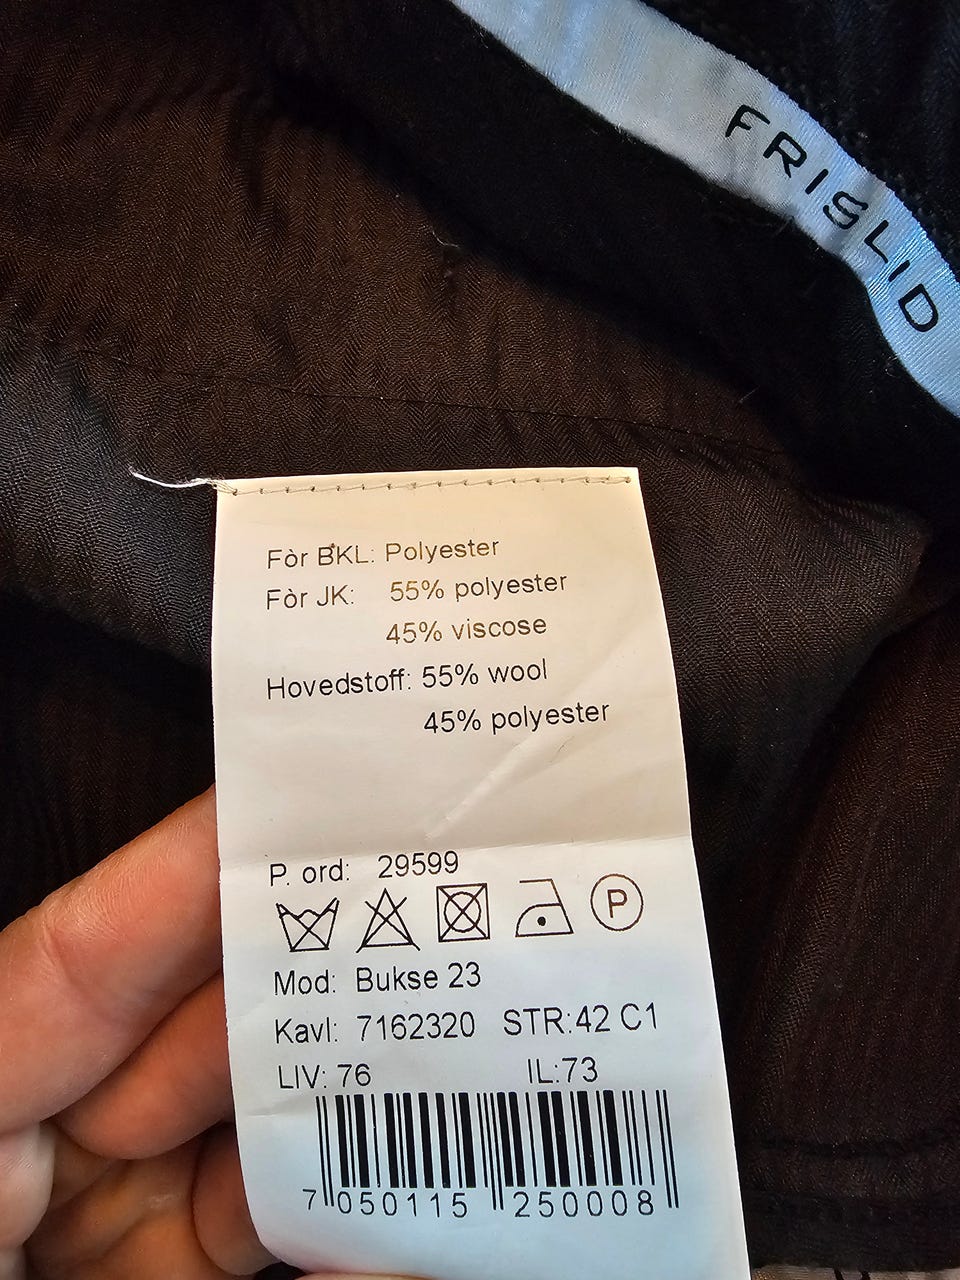 FRISLID
Fòr BKL: Polyester
Fòr JK: 55% polyester
45% viscose
Hovedstoff: 55% wool
45% polyester
P. ord: 29599
P
Mod: Bukse 23
Kavl: 7162320 STR:42 C1
LIV: 76 IL:73
7 050115 250008